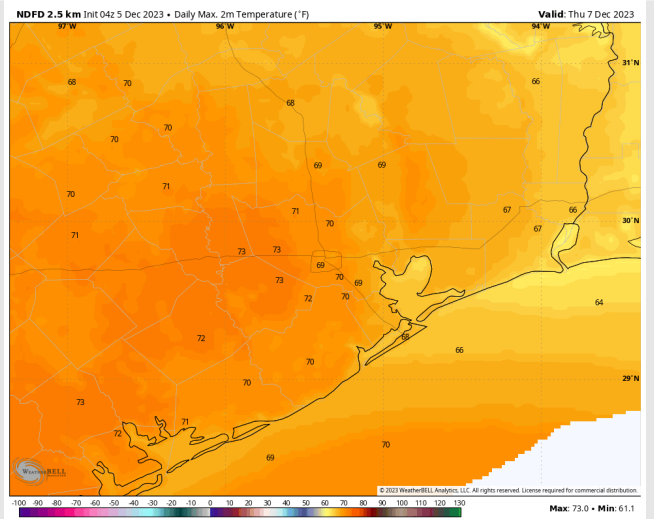 NDFD 2.5 km Init 04z 5 Dec 2023 • Daily Max. 2m Temperature (°F) Valid: Thu 7 Dec 2023
97°W 96°W 95°W 94°W
31°N
68 70 66
68
70
70
69 69
71
70
71 67 66
70
71 67
30°N
73 73
69
73 70 69
72 70
64
72 68
66
70
29°N
70
73
71
72
70
69
WEATHERBELL
© 2023 WeatherBELL Analytics, LLC. All rights reserved. License required for commercial distribution.
-100 -90 -80 -70 -60 -50 -40 -30 -20 -10 0 10 20 30 40 50 60 70 80 90 100 110 120 130
Max: 73.0 • Min: 61.1